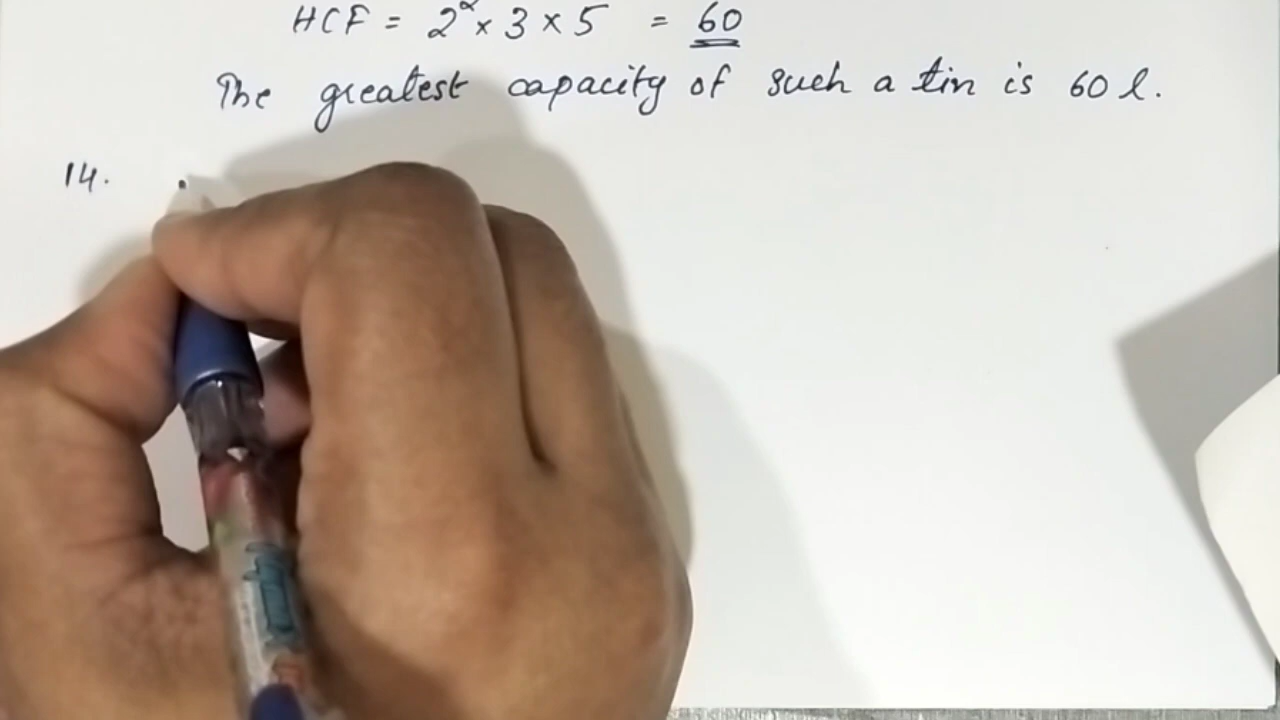 HCF = 2² × 3 × 5 = 60
The greatest capacity of such a tin is 60 l.
14.